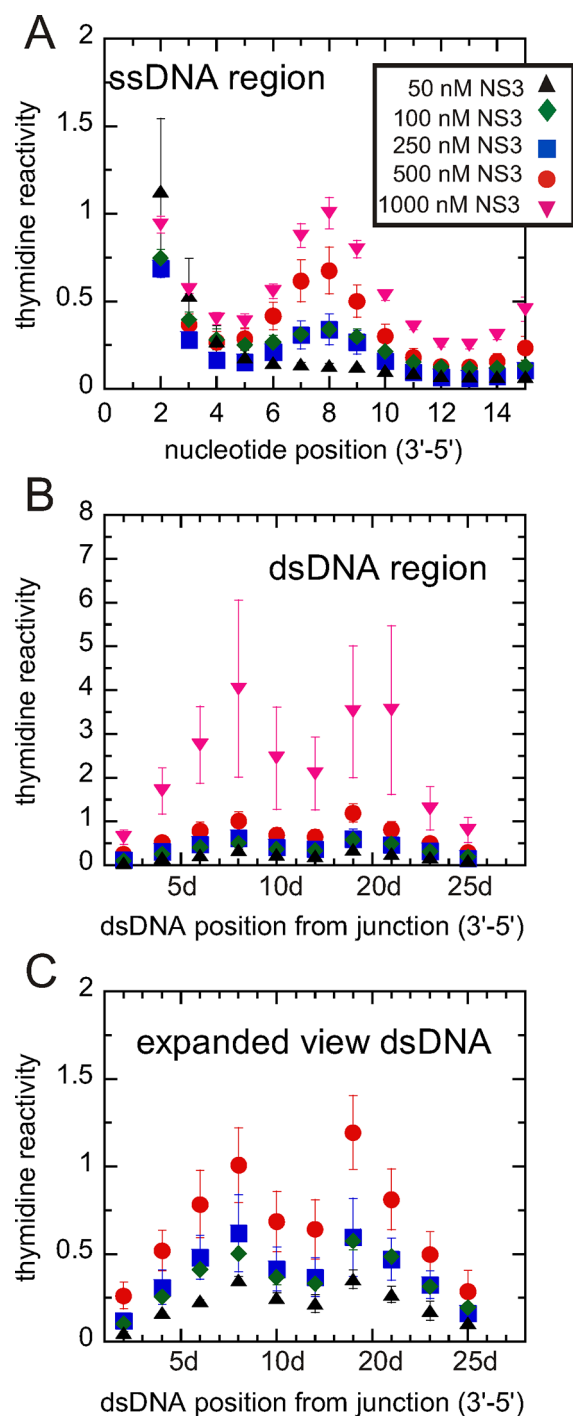 A
ssDNA region
50 nM NS3
100 nM NS3
250 nM NS3
500 nM NS3
1000 nM NS3
thymidine reactivity
2
1.5
1
0.5
0
0 2 4 6 8 10 12 14
nucleotide position (3'-5')
B
dsDNA region
thymidine reactivity
8
7
6
5
4
3
2
1
0
5d 10d 20d 25d
dsDNA position from junction (3'-5')
C
expanded view dsDNA
thymidine reactivity
2
1.5
1
0.5
0
5d 10d 20d 25d
dsDNA position from junction (3'-5')